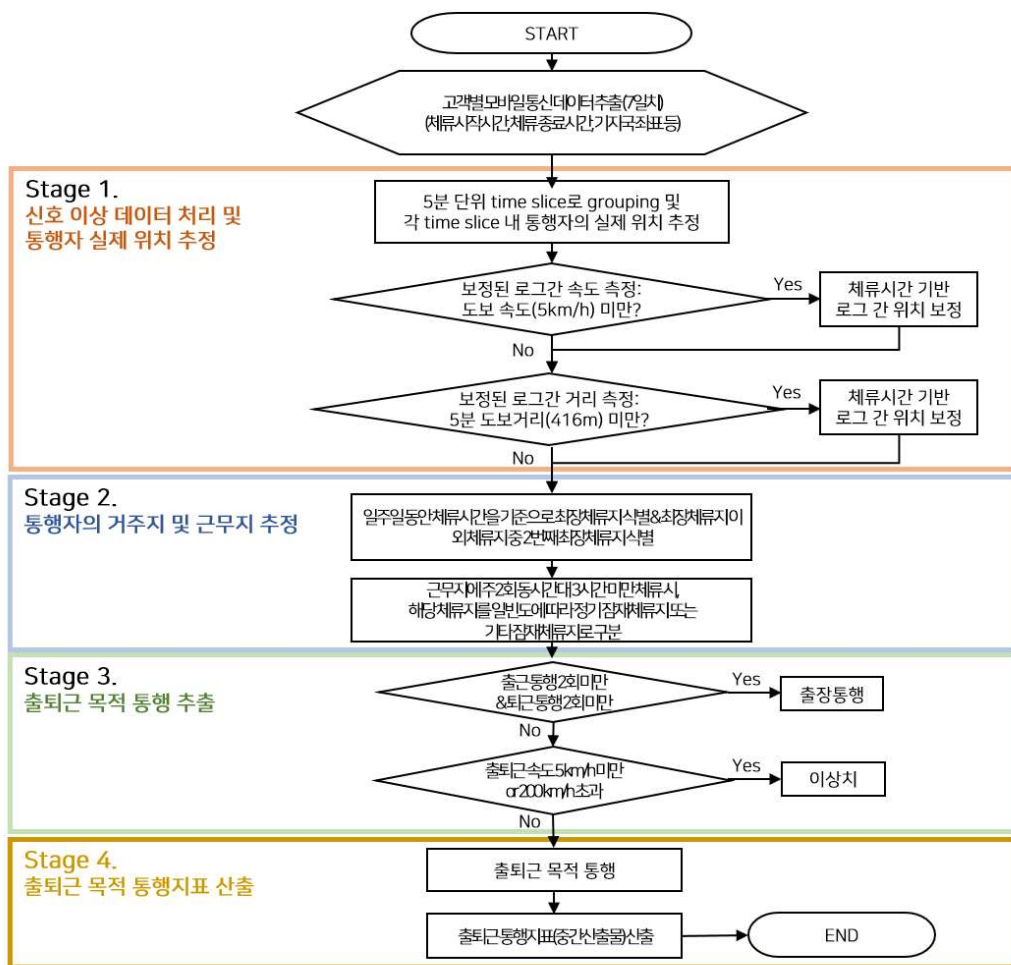 START
고객별 모바일 통신 데이터 추출(7일치)
(체류시작시간, 체류종료시간, 기지국 좌표 등)
Stage 1.
신호 이상 데이터 처리 및
통행자 실제 위치 추정
5분 단위 time slice로 grouping 및
각 time slice 내 통행자의 실제 위치 추정
보정된 로그간 속도 측정:
도보 속도(5km/h) 미만?
Yes
체류시간 기반
로그 간 위치 보정
No
보정된 로그간 거리 측정:
5분 도보거리(416m) 미만?
Yes
체류시간 기반
로그 간 위치 보정
No
Stage 2.
통행자의 거주지 및 근무지 추정
일주일 동안 체류시간을 기준으로 최장 체류지 식별 & 최장 체류지 이
외 체류지 중 2번째 최장 체류지 식별
근무지에 주2회 동시간대 3시간 미만 체류 시,
해당 체류지를 일반도에 따라 정기 잠재 체류지 또는
기타 잠재 체류지로 구분
Stage 3.
출퇴근 목적 통행 추출
출근통행 2회 미만
&퇴근통행 2회 미만
Yes
출장통행
No
출퇴근 속도 5km/h 미만
or 200km/h 초과
Yes
이상치
No
Stage 4.
출퇴근 목적 통행지표 산출
출퇴근 목적 통행
출퇴근 통행지표(중간산출물) 산출
END